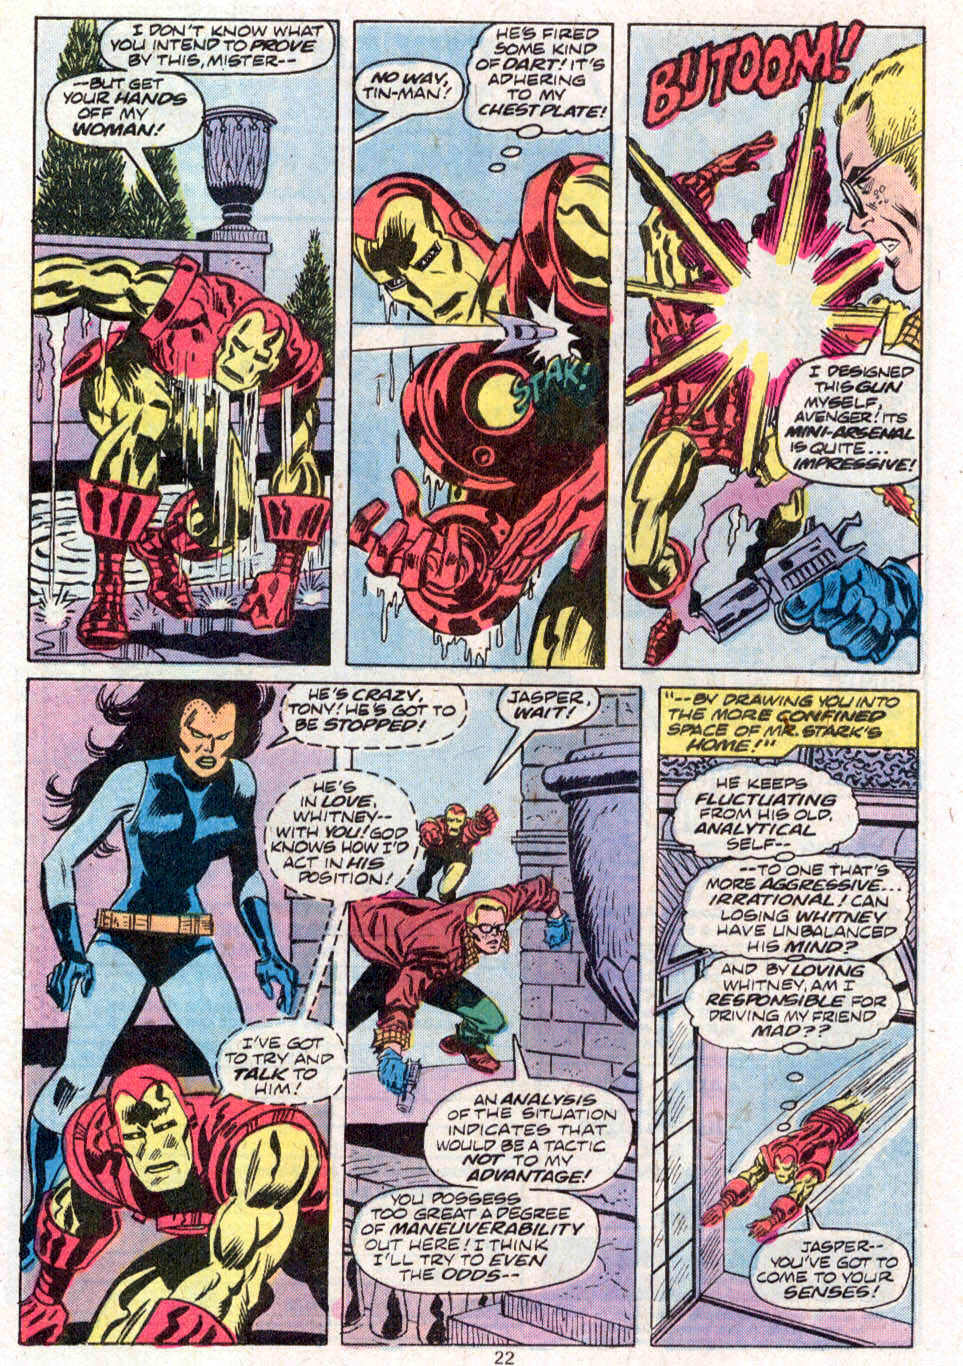 I DON'T KNOW WHAT
YOU INTEND TO PROVE
BY THIS, MISTER--
--BUT GET
YOUR HANDS
OFF MY
WOMAN!
NO WAY,
TIN-MAN!
HE'S FIRED
SOME KIND
OF DART! IT'S
ADHERING
TO MY
CHESTPLATE!
STAK!
BUTOOM!
I DESIGNED
THIS GUN
MYSELF,
AVENGER! ITS
MINI-ARSENAL
IS QUITE...
IMPRESSIVE!
HE'S CRAZY,
TONY! HE'S GOT TO
BE STOPPED!
HE'S
IN LOVE,
WHITNEY--
WITH YOU! GOD
KNOWS HOW I'D
ACT IN HIS
POSITION!
I'VE GOT
TO TRY AND
TALK TO
HIM!
JASPER,
WAIT!
AN ANALYSIS
OF THE SITUATION
INDICATES THAT
WOULD BE A TACTIC
NOT TO MY
ADVANTAGE!
YOU POSSESS
TOO GREAT A DEGREE
OF MANEUVERABILITY
OUT HERE! I THINK
I'LL TRY TO EVEN
THE ODDS--
"--BY DRAWING YOU INTO
THE MORE CONFINED
SPACE OF MR. STARK'S
HOME!"
HE KEEPS
FLUCTUATING
FROM HIS OLD,
ANALYTICAL
SELF--
--TO ONE THAT'S
MORE AGGRESSIVE...
IRRATIONAL! CAN
LOSING WHITNEY
HAVE UNBALANCED
HIS MIND?
AND BY LOVING
WHITNEY, AM I
RESPONSIBLE FOR
DRIVING MY FRIEND
MAD??
JASPER--
YOU'VE GOT TO
COME TO YOUR
SENSES!
22